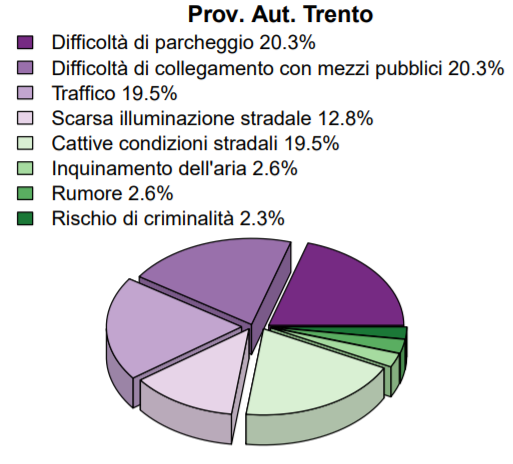 Prov. Aut. Trento
Difficoltà di parcheggio 20.3%
Difficoltà di collegamento con mezzi pubblici 20.3%
Traffico 19.5%
Scarsa illuminazione stradale 12.8%
Cattive condizioni stradali 19.5%
Inquinamento dell'aria 2.6%
Rumore 2.6%
Rischio di criminalità 2.3%